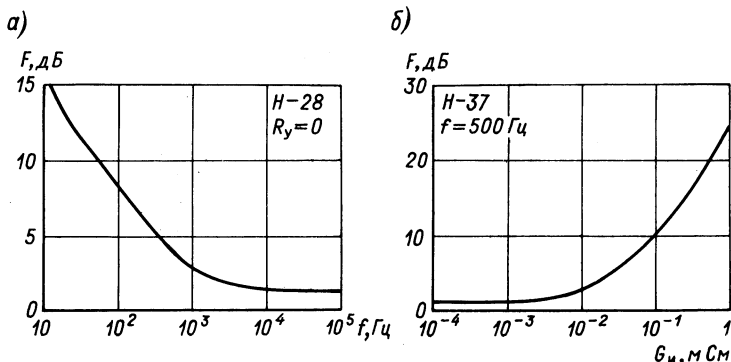 а)
F, дБ
15
10
5
0
Н-28
Rу=0
10
10²
10³
10⁴
10⁵
f, Гц
б)
F, дБ
30
20
10
0
Н-37
f=500 Гц
10⁻⁴
10⁻³
10⁻²
10⁻¹
1
Gи, мСм